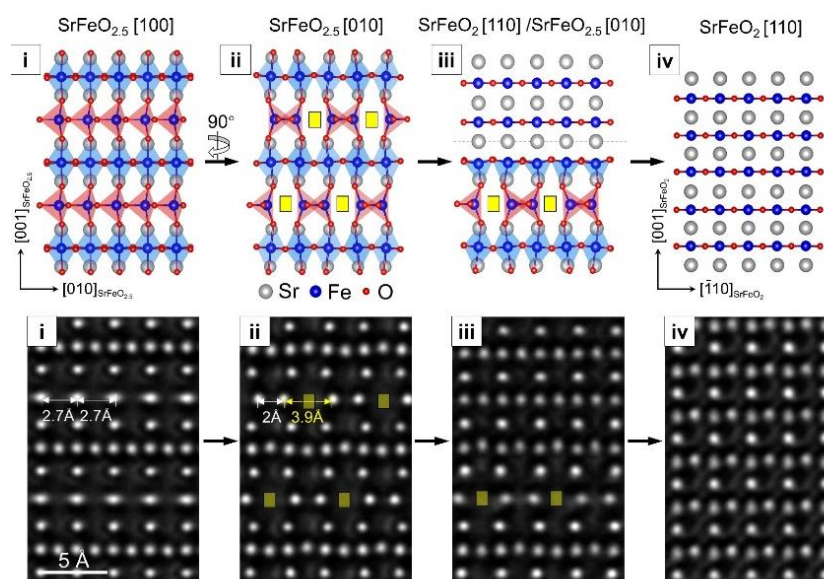 SrFeO2.5 [100]
SrFeO2.5 [010]
SrFeO2 [110] /SrFeO2.5 [010]
SrFeO2 [110]
i
ii
iii
iv
90°
[001]SrFeO2.5
[010]SrFeO2.5
Sr Fe O
[001]SrFeO2
[1̄10]SrFeO2
i
ii
iii
iv
2.7Å 2.7Å
2Å 3.9Å
5 Å